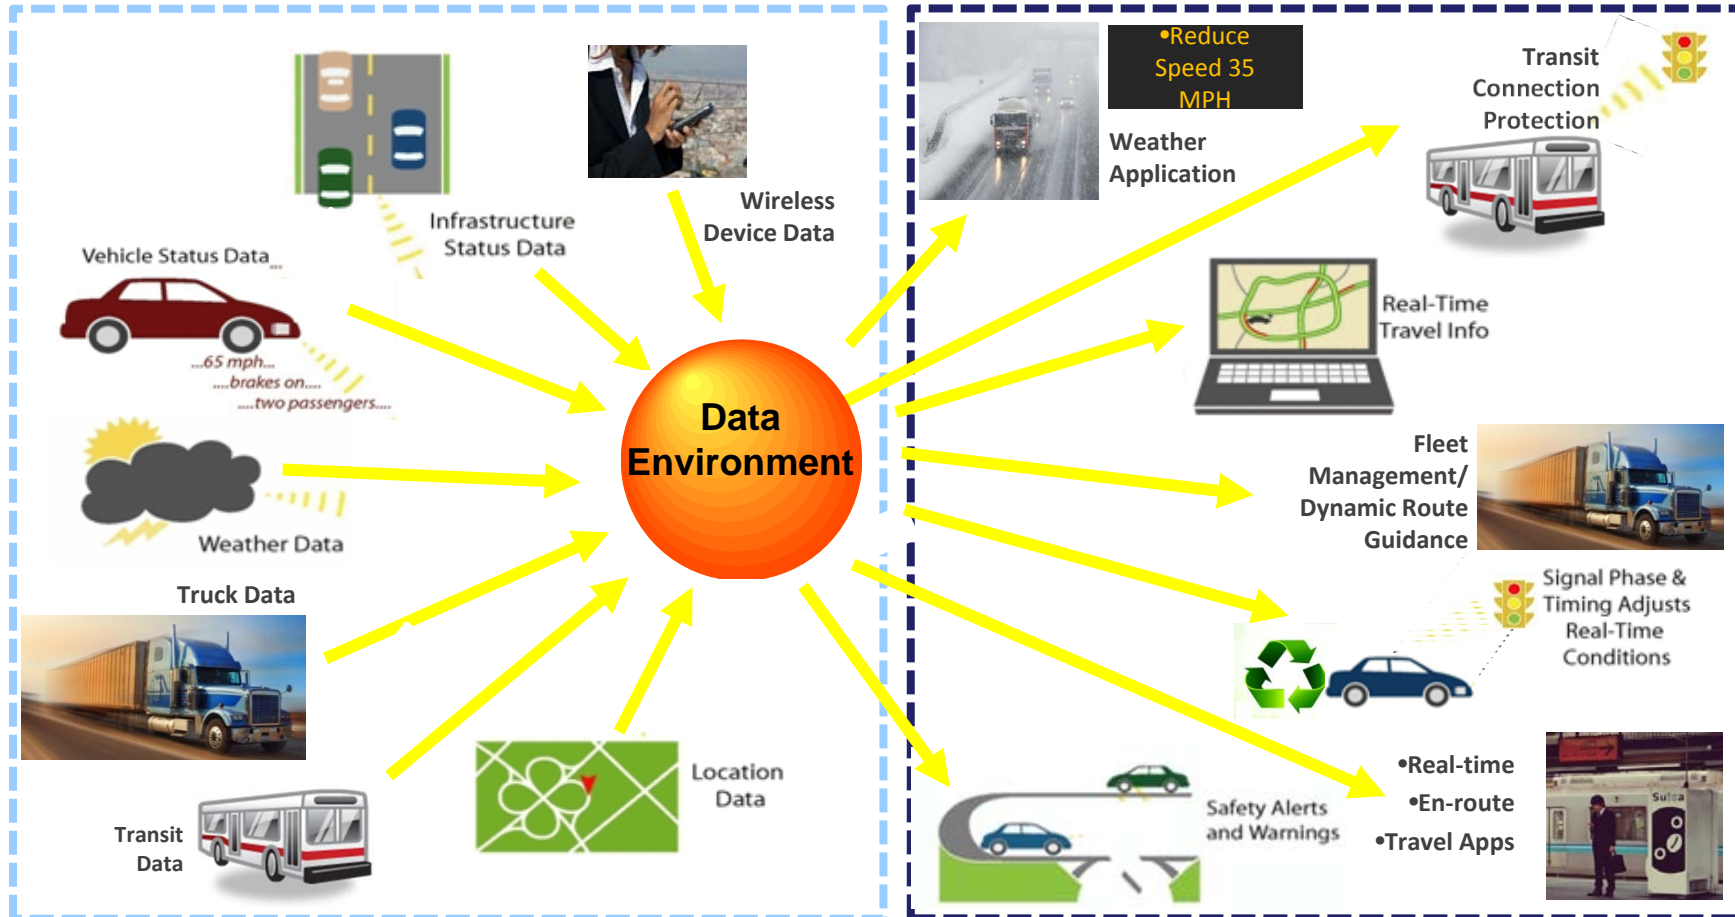 Infrastructure
Status Data
Wireless
Device Data
Vehicle Status Data...
...65 mph...
....brakes on....
....two passengers....
Weather Data
Truck Data
Transit
Data
Location
Data
Data
Environment
•Reduce
Speed 35
MPH
Weather
Application
Transit
Connection
Protection
Real-Time
Travel Info
Fleet
Management/
Dynamic Route
Guidance
Signal Phase &
Timing Adjusts
Real-Time
Conditions
Safety Alerts
and Warnings
•Real-time
•En-route
•Travel Apps